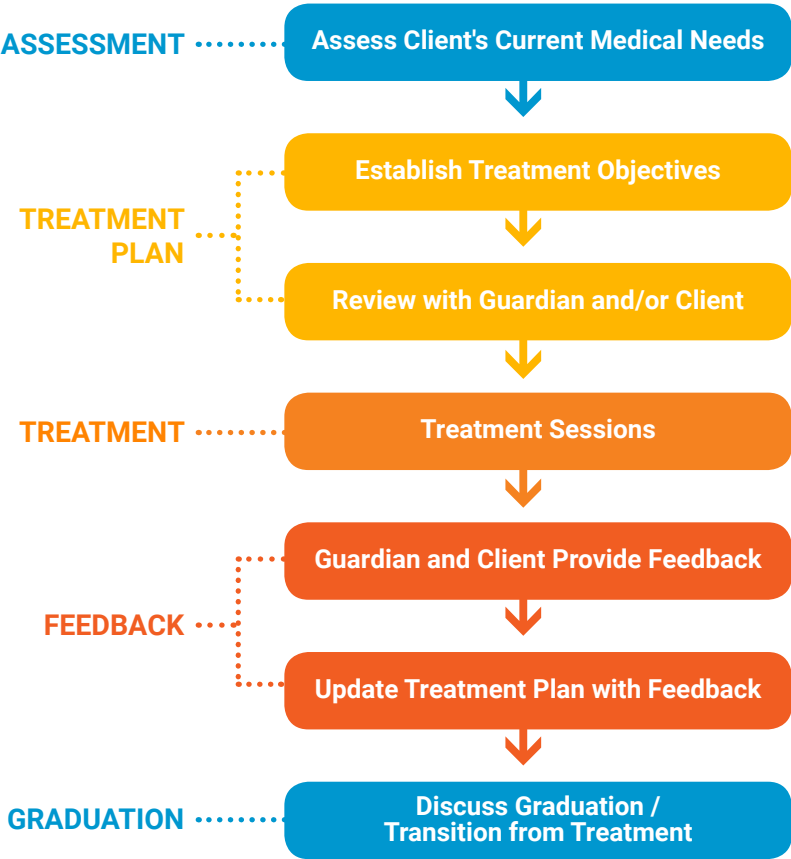 ASSESSMENT
Assess Client's Current Medical Needs
TREATMENT
PLAN
Establish Treatment Objectives
Review with Guardian and/or Client
TREATMENT
Treatment Sessions
FEEDBACK
Guardian and Client Provide Feedback
Update Treatment Plan with Feedback
GRADUATION
Discuss Graduation /
Transition from Treatment